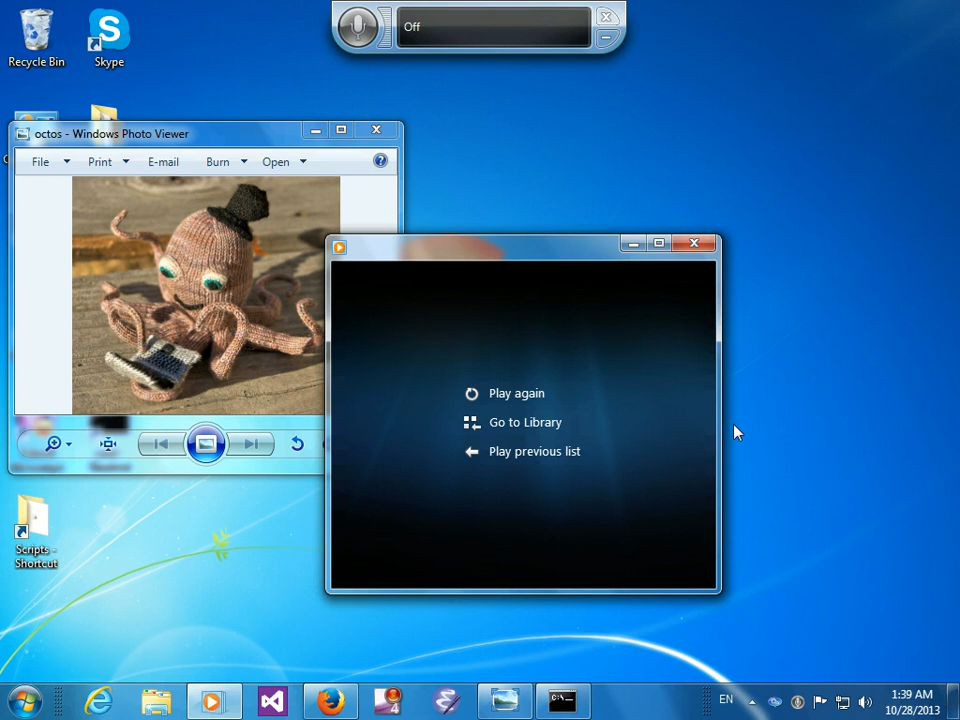 Off
Recycle Bin
Skype
octos - Windows Photo Viewer
File Print E-mail Burn Open
Play again
Go to Library
Play previous list
Scripts -
Shortcut
EN
1:39 AM
10/28/2013